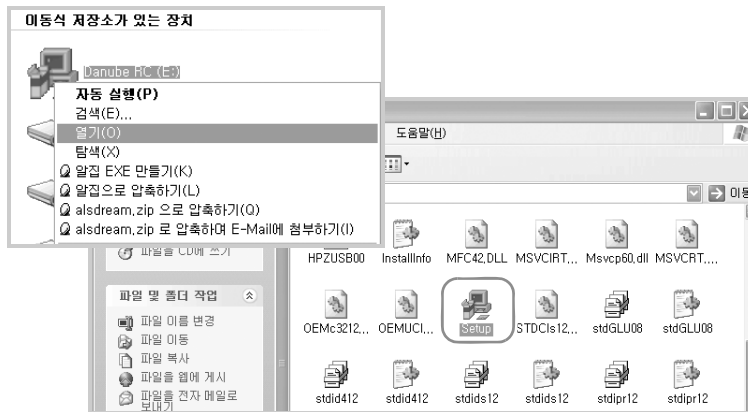 이동식 저장소가 있는 장치
Danube RC (E:)
자동 실행(P)
검색(E)...
열기(O)
탐색(X)
알집 EXE 만들기(K)
알집으로 압축하기(L)
alsdream.zip 으로 압축하기(Q)
alsdream.zip 로 압축하며 E-Mail에 첨부하기(I)
도움말(H)
이동
파일을 CD에 쓰기
파일 및 폴더 작업
파일 이름 변경
파일 이동
파일 복사
파일을 웹에 게시
파일을 전자 메일로
보내기
HPZUSB00 InstallInfo MFC42.DLL MSVCIRT... Msvcp60.dll MSVCRT....
OEMc3212... OEMUCI... Setup STDCIs12... stdGLU08 stdGLU08
stdid412 stdid412 stdids12 stdids12 stdipr12 stdipr12